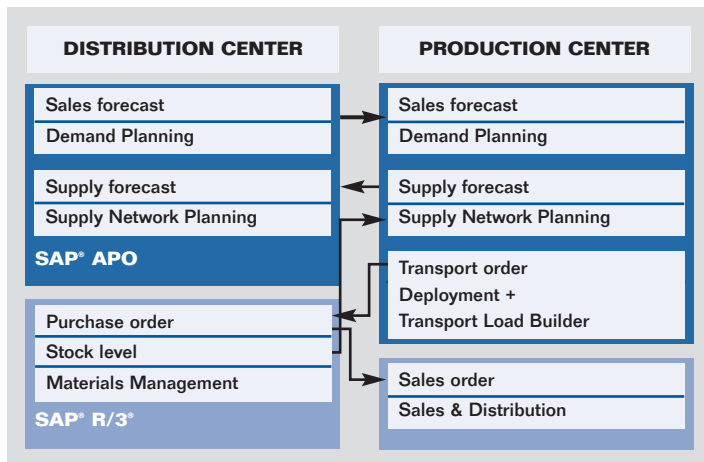 DISTRIBUTION CENTER
Sales forecast
Demand Planning
Supply forecast
Supply Network Planning
SAP® APO
Purchase order
Stock level
Materials Management
SAP® R/3®
PRODUCTION CENTER
Sales forecast
Demand Planning
Supply forecast
Supply Network Planning
Transport order
Deployment +
Transport Load Builder
Sales order
Sales & Distribution